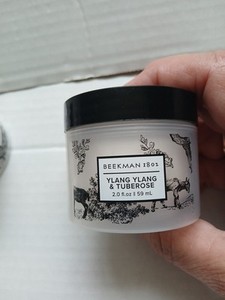 BEEKMAN 1802
YLANG YLANG
& TUBEROSE
2.0 fl.oz | 59 mL